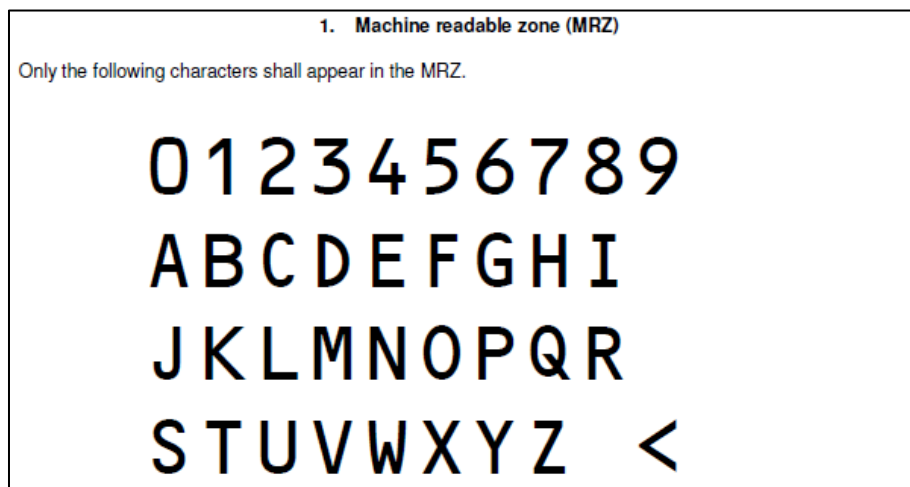 1. Machine readable zone (MRZ)
Only the following characters shall appear in the MRZ.
0123456789
ABCDEFGHI
JKLMNOPQR
STUVWXYZ <